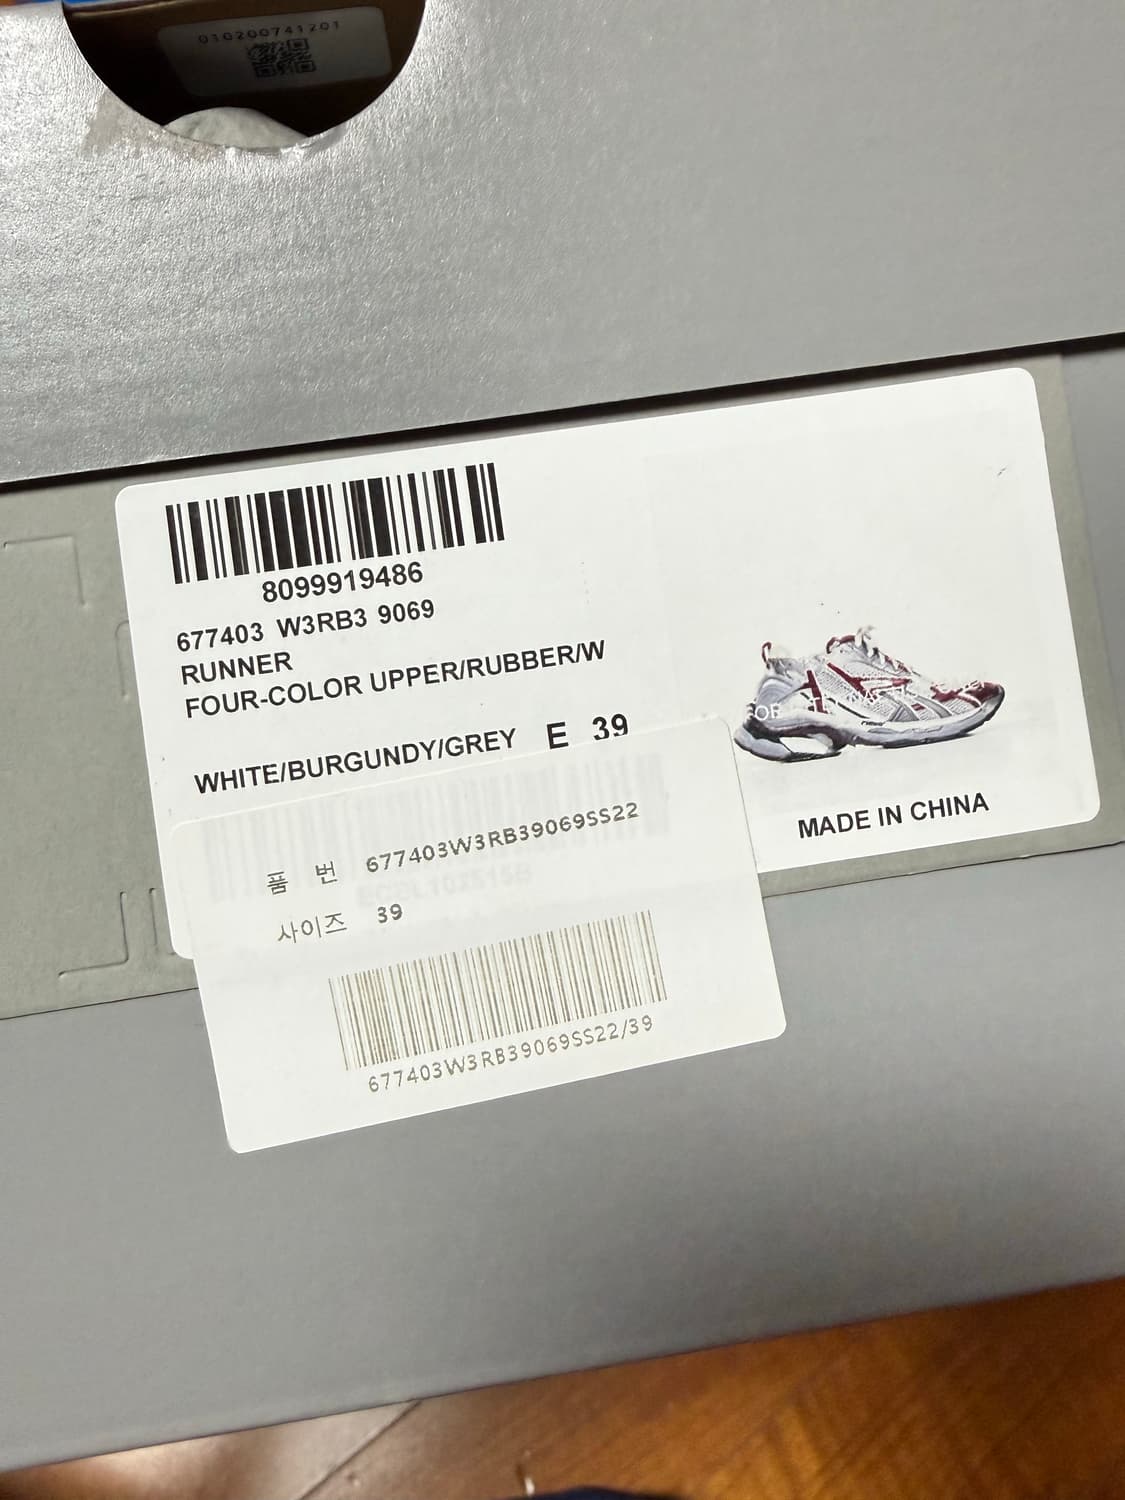 010200741201
8099919486
677403 W3RB3 9069
RUNNER
FOUR-COLOR UPPER/RUBBER/W
WHITE/BURGUNDY/GREY E 39
MADE IN CHINA
품 번 677403W3RB39069SS22
사이즈 39
677403W3RB39069SS22/39